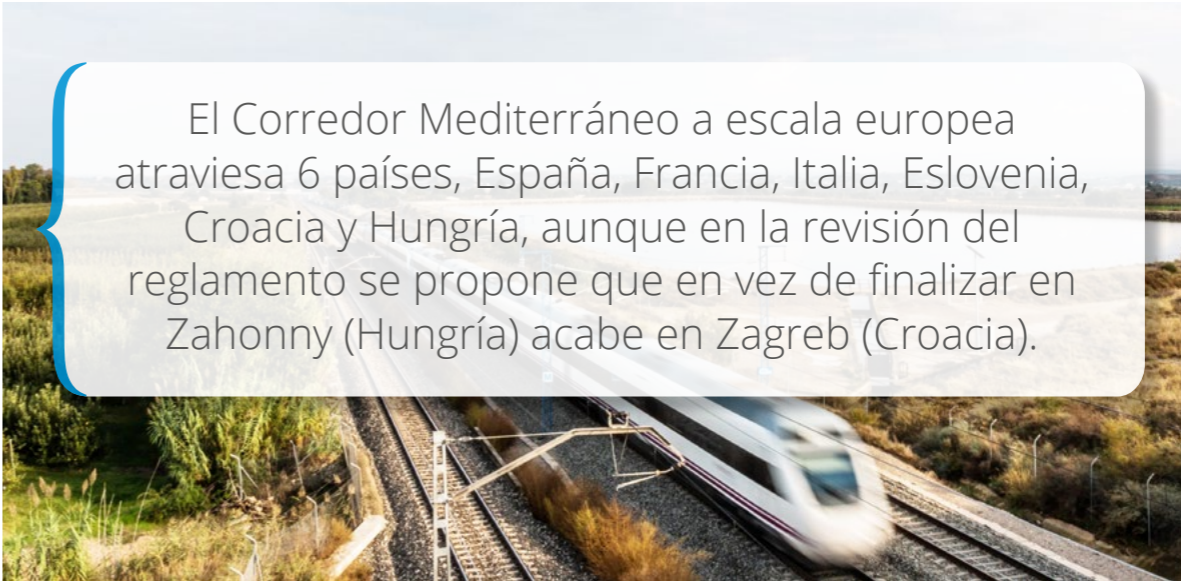 El Corredor Mediterráneo a escala europea
atraviesa 6 países, España, Francia, Italia, Eslovenia,
Croacia y Hungría, aunque en la revisión del
reglamento se propone que en vez de finalizar en
Zahonny (Hungría) acabe en Zagreb (Croacia).